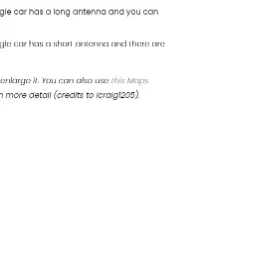 gle car has a long antenna and you can
gle car has a short antenna and there are
enlarge it. You can also use this Maps
n more detail (credits to icraig1205).